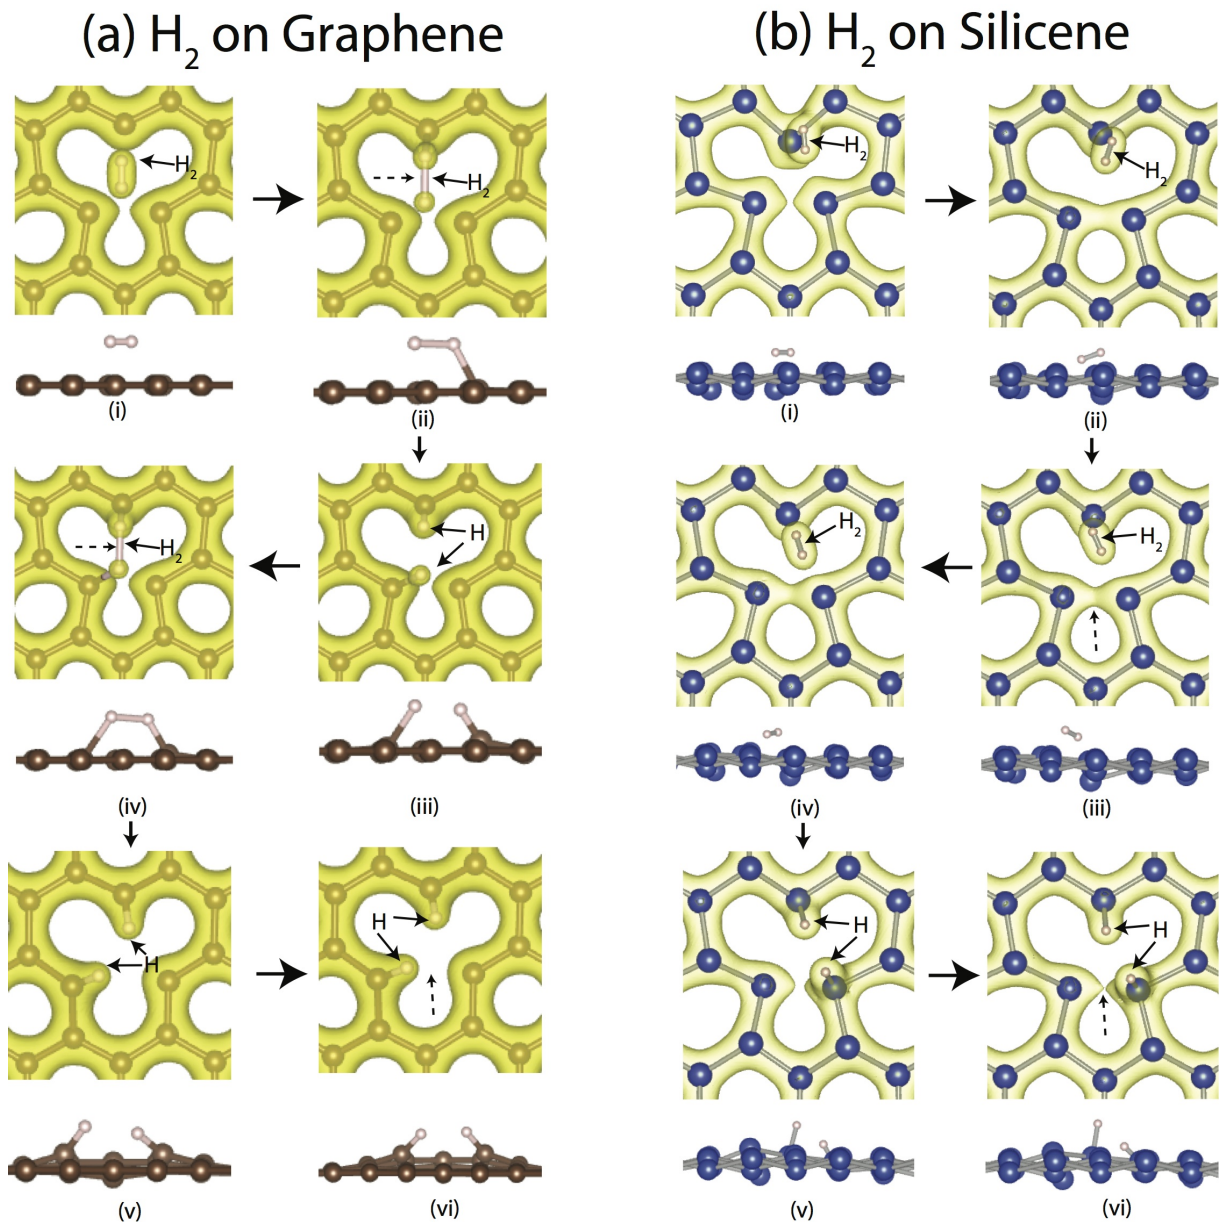 (a) H₂ on Graphene
(b) H₂ on Silicene
H₂
H₂
H₂
H₂
(i)
(ii)
(i)
(ii)
H₂
H
H₂
H₂
(iv)
(iii)
(iv)
(iii)
H
H
H
H
(v)
(vi)
(v)
(vi)